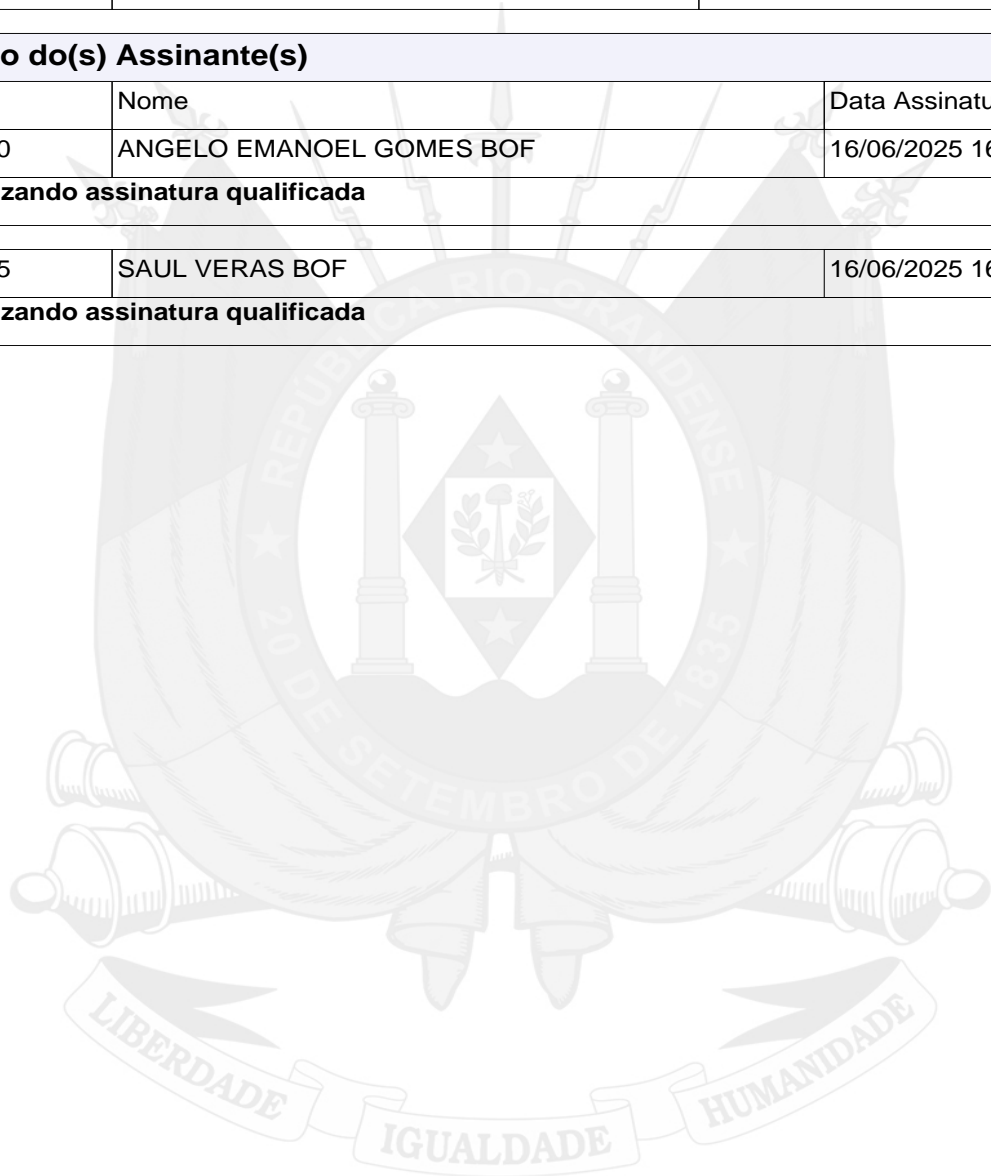 o do(s) Assinante(s)
Nome Data Assinatu
0 ANGELO EMANOEL GOMES BOF 16/06/2025 16
zando assinatura qualificada
5 SAUL VERAS BOF 16/06/2025 16
zando assinatura qualificada
REPÚBLICA RIO-GRANDENSE
20 DE SETEMBRO DE 1835
LIBERDADE IGUALDADE HUMANIDADE